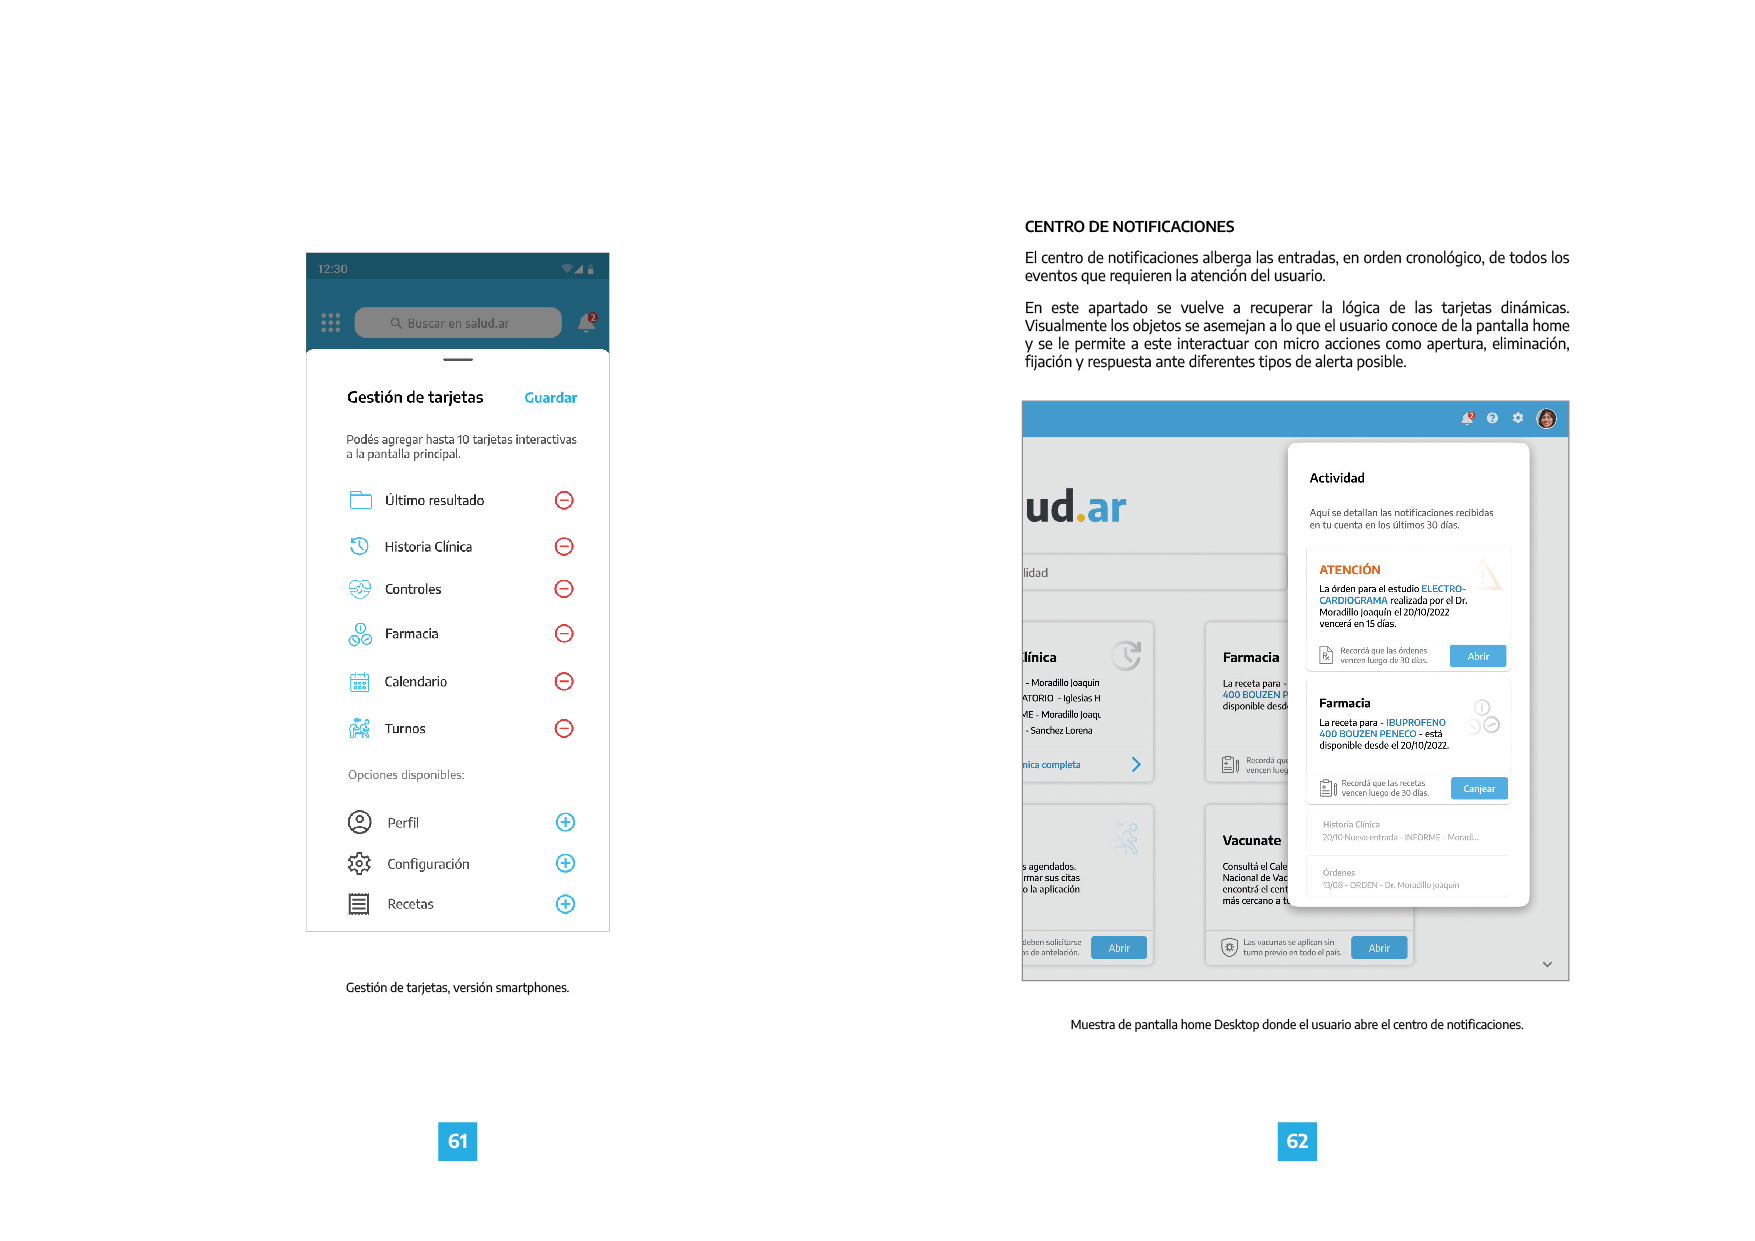 12:30
Buscar en salud.ar
2
Gestión de tarjetas
Guardar
Podés agregar hasta 10 tarjetas interactivas
a la pantalla principal.
Último resultado
Historia Clínica
Controles
Farmacia
Calendario
Turnos
Opciones disponibles:
Perfil
Configuración
Recetas
Gestión de tarjetas, versión smartphones.
61
CENTRO DE NOTIFICACIONES
El centro de notificaciones alberga las entradas, en orden cronológico, de todos los
eventos que requieren la atención del usuario.
En este apartado se vuelve a recuperar la lógica de las tarjetas dinámicas.
Visualmente los objetos se asemejan a lo que el usuario conoce de la pantalla home
y se le permite a este interactuar con micro acciones como apertura, eliminación,
fijación y respuesta ante diferentes tipos de alerta posible.
2
ud.ar
lidad
línica
- Moradillo Joaquin
ATORIO - Iglesias H
ME - Moradillo Joaqu
- Sanchez Lorena
nica completa
Farmacia
La receta para -
400 BOUZEN P
disponible desd
Recordá que
vencen lueg
s agendados.
rmar sus citas
o la aplicación
deben solicitarse
as de antelación.
Abrir
Vacunate
Consultá el Cale
Nacional de Vac
encontrá el cent
más cercano a tu
Las vacunas se aplican sin
turno previo en todo el país.
Abrir
Actividad
Aquí se detallan las notificaciones recibidas
en tu cuenta en los últimos 30 días.
ATENCIÓN
La órden para el estudio ELECTRO-
CARDIOGRAMA realizada por el Dr.
Moradillo Joaquín el 20/10/2022
vencerá en 15 días.
Recordá que las órdenes
vencen luego de 30 días.
Abrir
Farmacia
La receta para - IBUPROFENO
400 BOUZEN PENECO - está
disponible desde el 20/10/2022.
Recordá que las recetas
vencen luego de 30 días.
Canjear
Historia Clínica
20/10 Nueva entrada - INFORME - Moradi...
Órdenes
13/08 - ORDEN - Dr. Moradillo Joaquín
Muestra de pantalla home Desktop donde el usuario abre el centro de notificaciones.
62